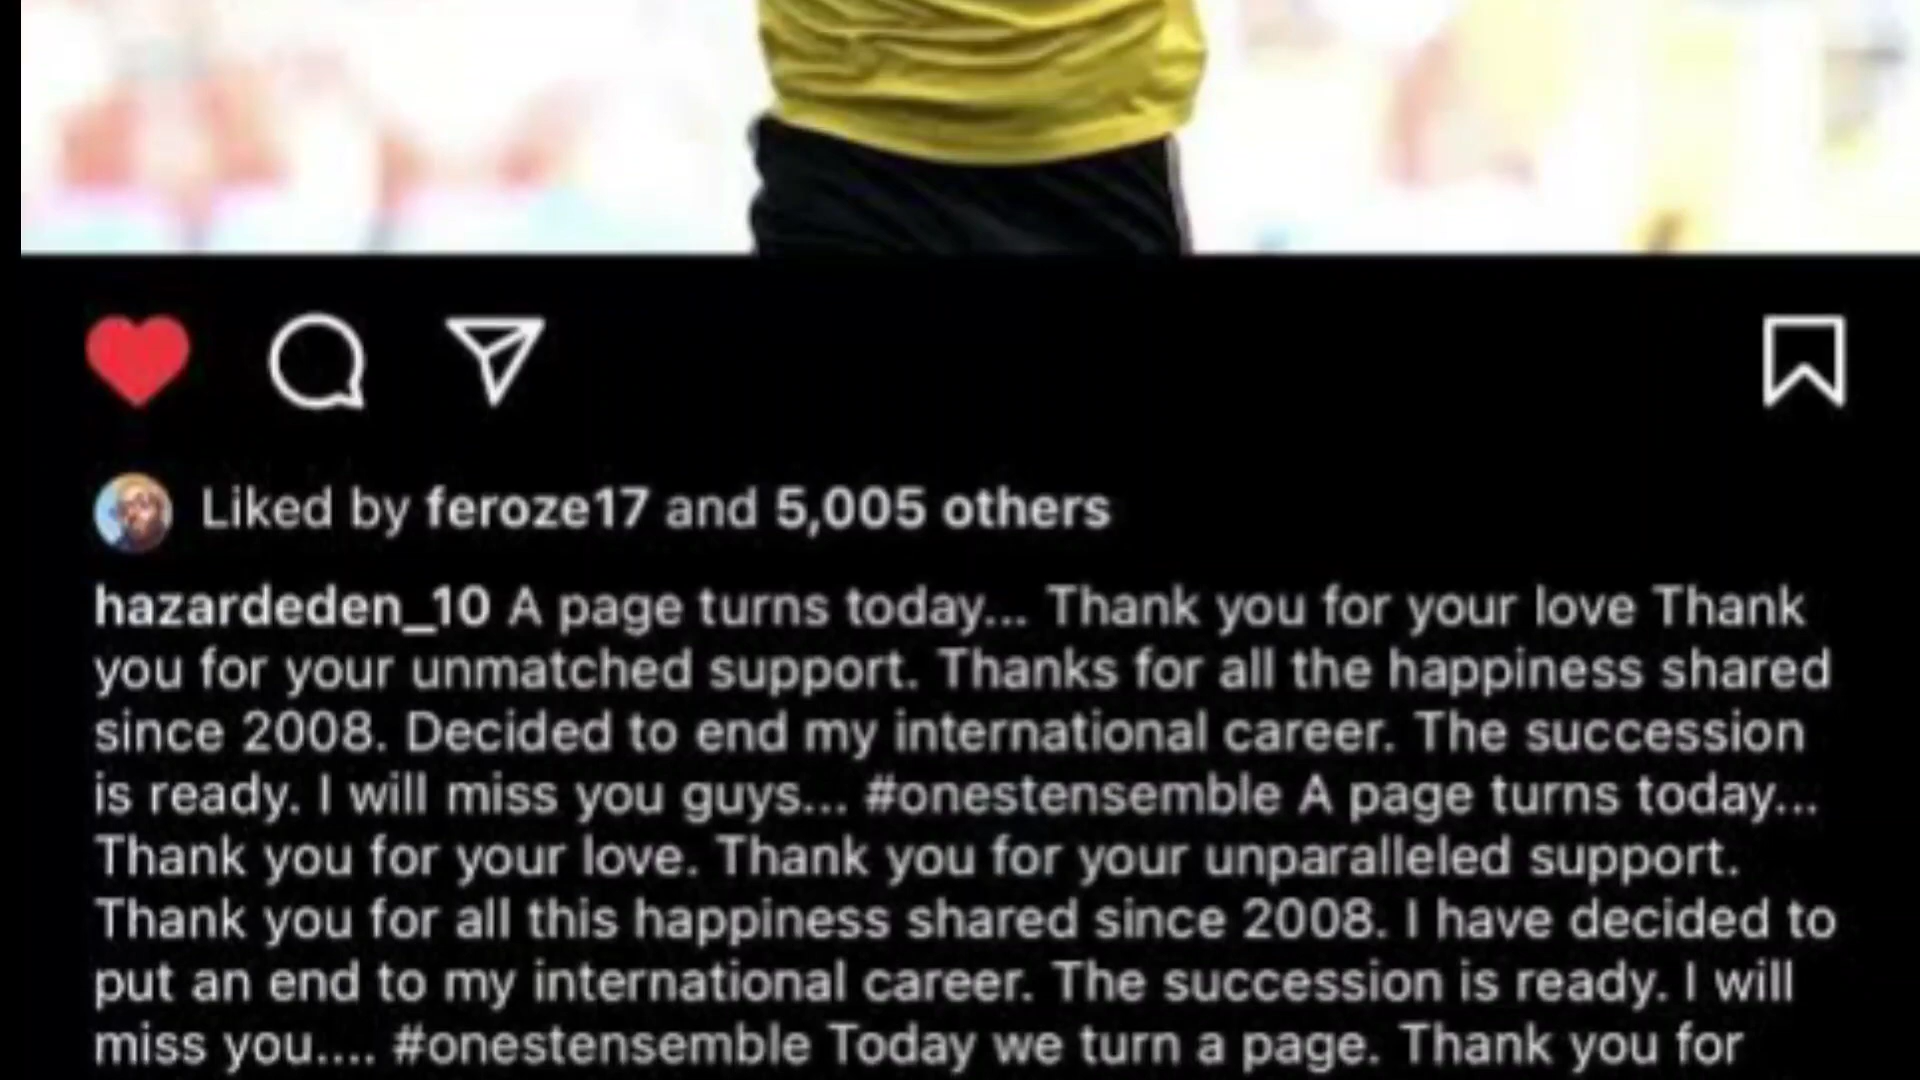 Liked by feroze17 and 5,005 others
hazardeden_10 A page turns today... Thank you for your love Thank
you for your unmatched support. Thanks for all the happiness shared
since 2008. Decided to end my international career. The succession
is ready. I will miss you guys... #onestensemble A page turns today...
Thank you for your love. Thank you for your unparalleled support.
Thank you for all this happiness shared since 2008. I have decided to
put an end to my international career. The succession is ready. I will
miss you.... #onestensemble Today we turn a page. Thank you for